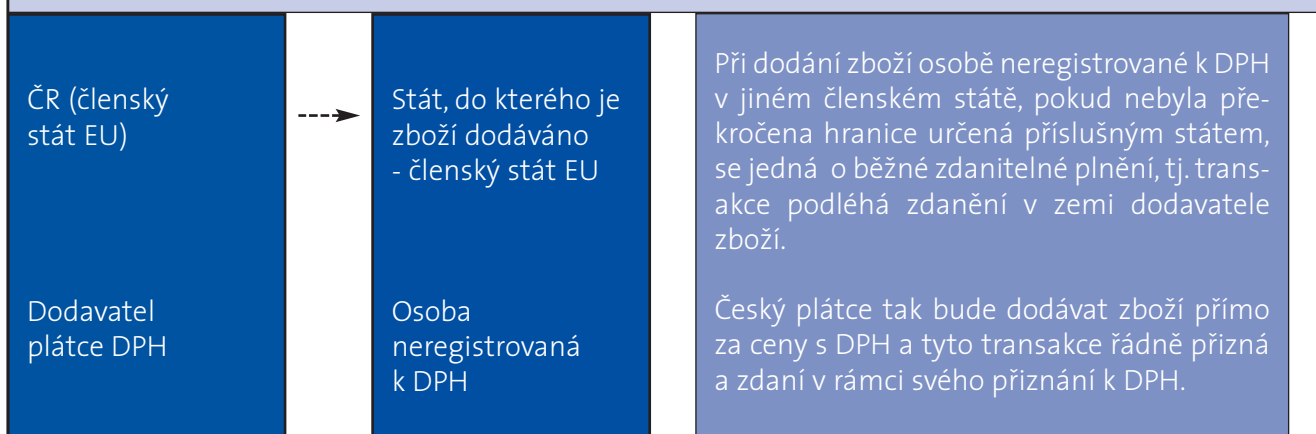 ČR (členský
stát EU)
Dodavatel
plátce DPH
Stát, do kterého je
zboží dodáváno
- členský stát EU
Osoba
neregistrovaná
k DPH
Při dodání zboží osobě neregistrované k DPH
v jiném členském státě, pokud nebyla pře-
kročena hranice určená příslušným státem,
se jedná o běžné zdanitelné plnění, tj. trans-
akce podléhá zdanění v zemi dodavatele
zboží.
Český plátce tak bude dodávat zboží přímo
za ceny s DPH a tyto transakce řádně přizná
a zdaní v rámci svého přiznání k DPH.